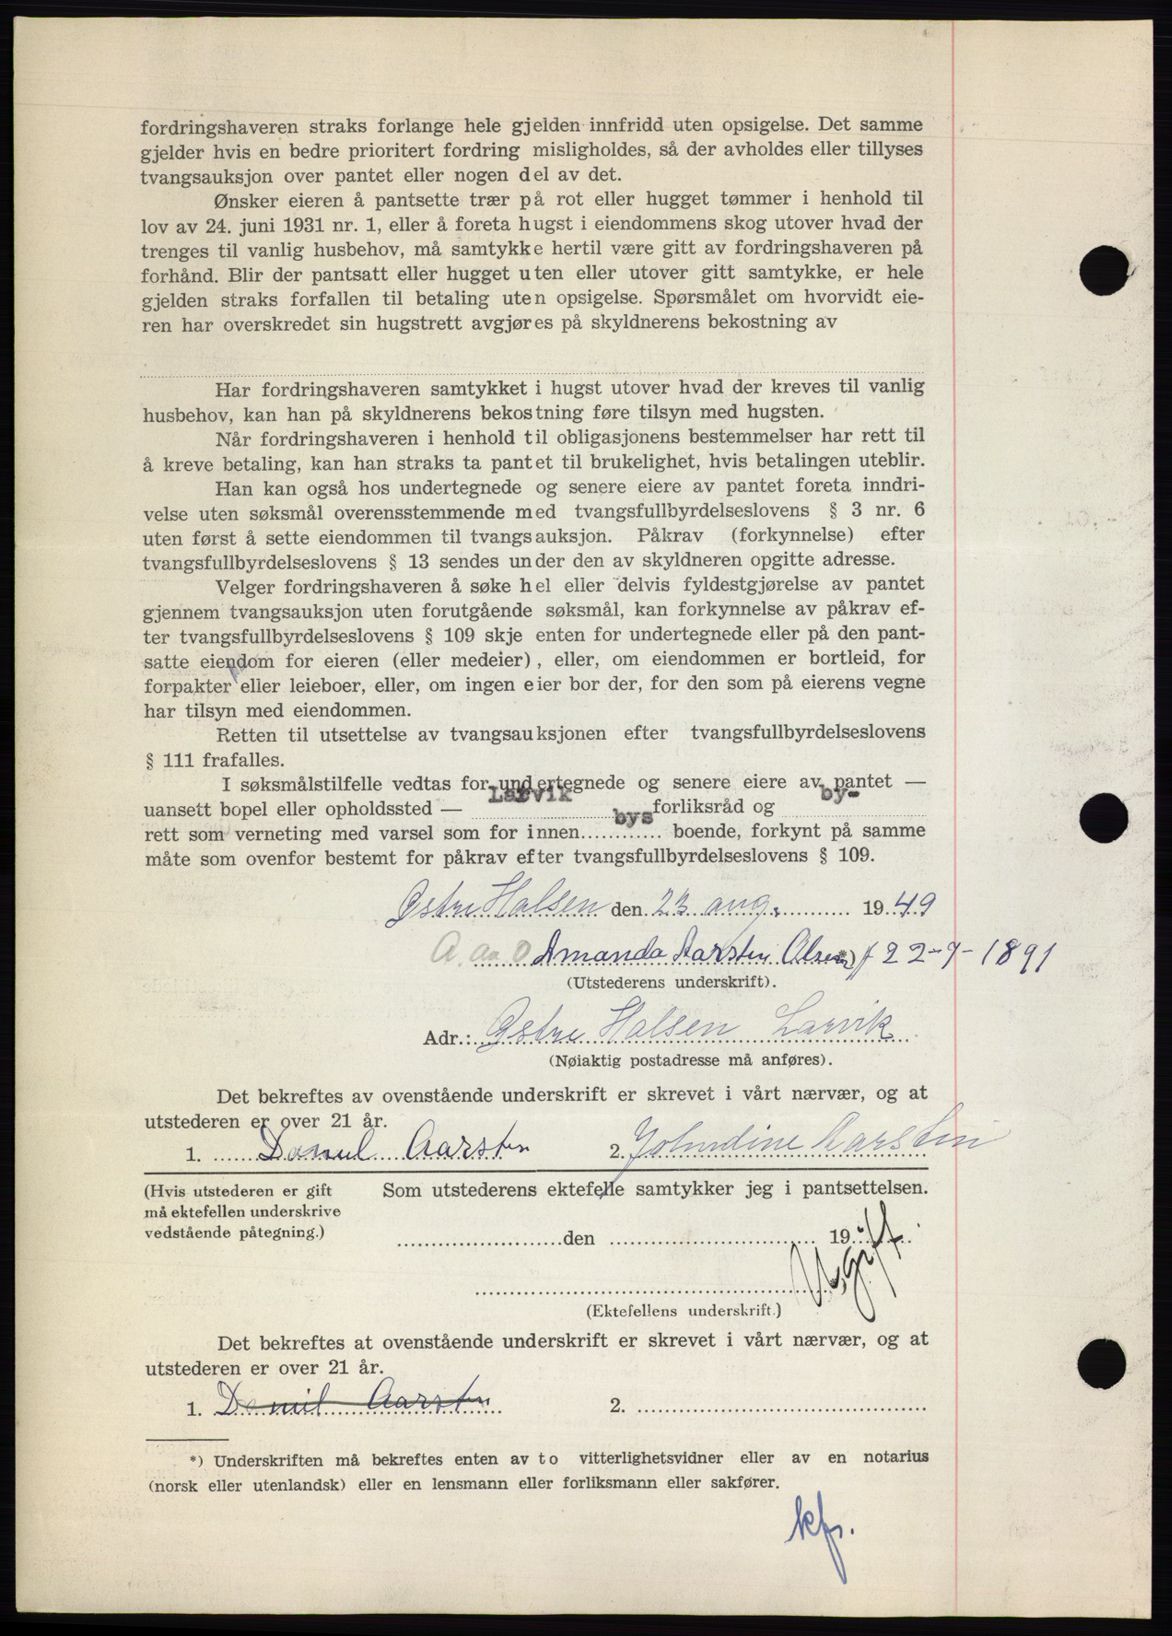 fordringshaveren straks forlange hele gjelden innfridd uten opsigelse. Det samme
gjelder hvis en bedre prioritert fordring misligholdes, så der avholdes eller tillyses
tvangsauksjon over pantet eller nogen del av det.
Ønsker eieren å pantsette trær på rot eller hugget tømmer i henhold til
lov av 24. juni 1931 nr. 1, eller å foreta hugst i eiendommens skog utover hvad der
trenges til vanlig husbehov, må samtykke hertil være gitt av fordringshaveren på
forhånd. Blir der pantsatt eller hugget uten eller utover gitt samtykke, er hele
gjelden straks forfallen til betaling uten opsigelse. Spørsmålet om hvorvidt eie-
ren har overskredet sin hugstrett avgjøres på skyldnerens bekostning av
Har fordringshaveren samtykket i hugst utover hvad der kreves til vanlig
husbehov, kan han på skyldnerens bekostning føre tilsyn med hugsten.
Når fordringshaveren i henhold til obligasjonens bestemmelser har rett til
å kreve betaling, kan han straks ta pantet til brukelighet, hvis betalingen uteblir.
Han kan også hos undertegnede og senere eiere av pantet foreta inndri-
velse uten søksmål overensstemmende med tvangsfullbyrdelseslovens § 3 nr. 6
uten først å sette eiendommen til tvangsauksjon. Påkrav (forkynnelse) efter
tvangsfullbyrdelseslovens § 13 sendes under den av skyldneren opgitte adresse.
Velger fordringshaveren å søke hel eller delvis fyldestgjørelse av pantet
gjennem tvangsauksjon uten forutgående søksmål, kan forkynnelse av påkrav ef-
ter tvangsfullbyrdelseslovens § 109 skje enten for undertegnede eller på den pant-
satte eiendom for eieren (eller medeier), eller, om eiendommen er bortleid, for
forpakter eller leieboer, eller, om ingen eier bor der, for den som på eierens vegne
har tilsyn med eiendommen.
Retten til utsettelse av tvangsauksjonen efter tvangsfullbyrdelseslovens
§ 111 frafalles.
I søksmålstilfelle vedtas for undertegnede og senere eiere av pantet —
uansett bopel eller opholdssted — Larvik bys forliksråd og by-
rett som verneting med varsel som for innen.......... boende, forkynt på samme
måte som ovenfor bestemt for påkrav efter tvangsfullbyrdelseslovens § 109.
Østre Halsen den 23 aug. 1949
A. aa O Amanda Aarsten Olsen *) f 22-7-1891
(Utstederens underskrift).
Adr.: Østre Halsen Larvik
(Nøiaktig postadresse må anføres).
Det bekreftes av ovenstående underskrift er skrevet i vårt nærvær, og at
utstederen er over 21 år.
1. Daniel Aarsten 2. Johndine Aarsten
(Hvis utstederen er gift
må ektefellen underskrive
vedstående påtegning.)
Som utstederens ektefelle samtykker jeg i pantsettelsen.
den 19
Ugift
(Ektefellens underskrift.)
Det bekreftes at ovenstående underskrift er skrevet i vårt nærvær, og at
utstederen er over 21 år.
1. Daniel Aarsten 2.
*) Underskriften må bekreftes enten av to vitterlighetsvidner eller av en notarius
(norsk eller utenlandsk) eller en lensmann eller forliksmann eller sakfører.
kfr.